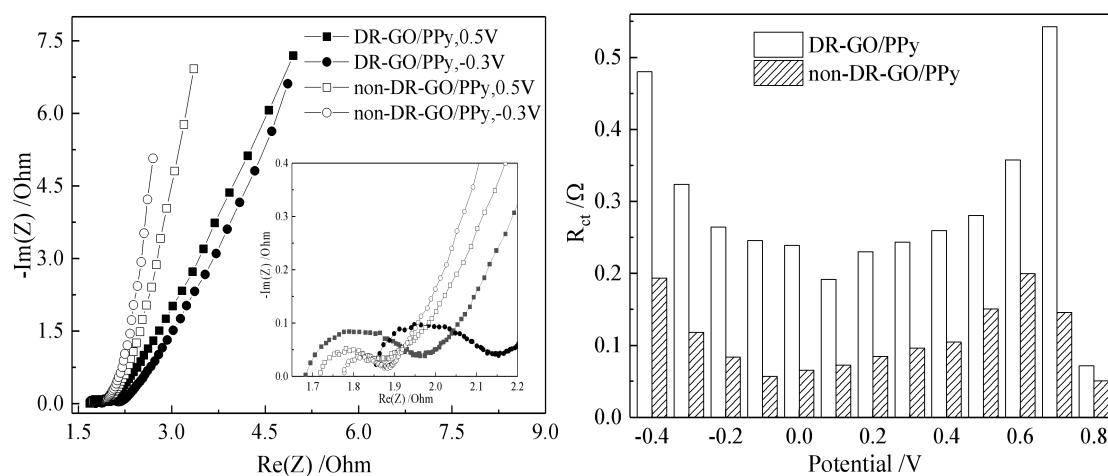 7.5
6.0
4.5
3.0
1.5
0.0
-Im(Z) /Ohm
1.5 3.0 4.5 6.0 7.5 9.0
Re(Z) /Ohm
DR-GO/PPy,0.5V
DR-GO/PPy,-0.3V
non-DR-GO/PPy,0.5V
non-DR-GO/PPy,-0.3V
0.4
0.3
0.2
0.1
0.0
-Im(Z) /Ohm
1.7 1.8 1.9 2.0 2.1 2.2
Re(Z) /Ohm
0.5
0.4
0.3
0.2
0.1
0.0
Rct /Ω
DR-GO/PPy
non-DR-GO/PPy
-0.4 -0.2 0.0 0.2 0.4 0.6 0.8
Potential /V